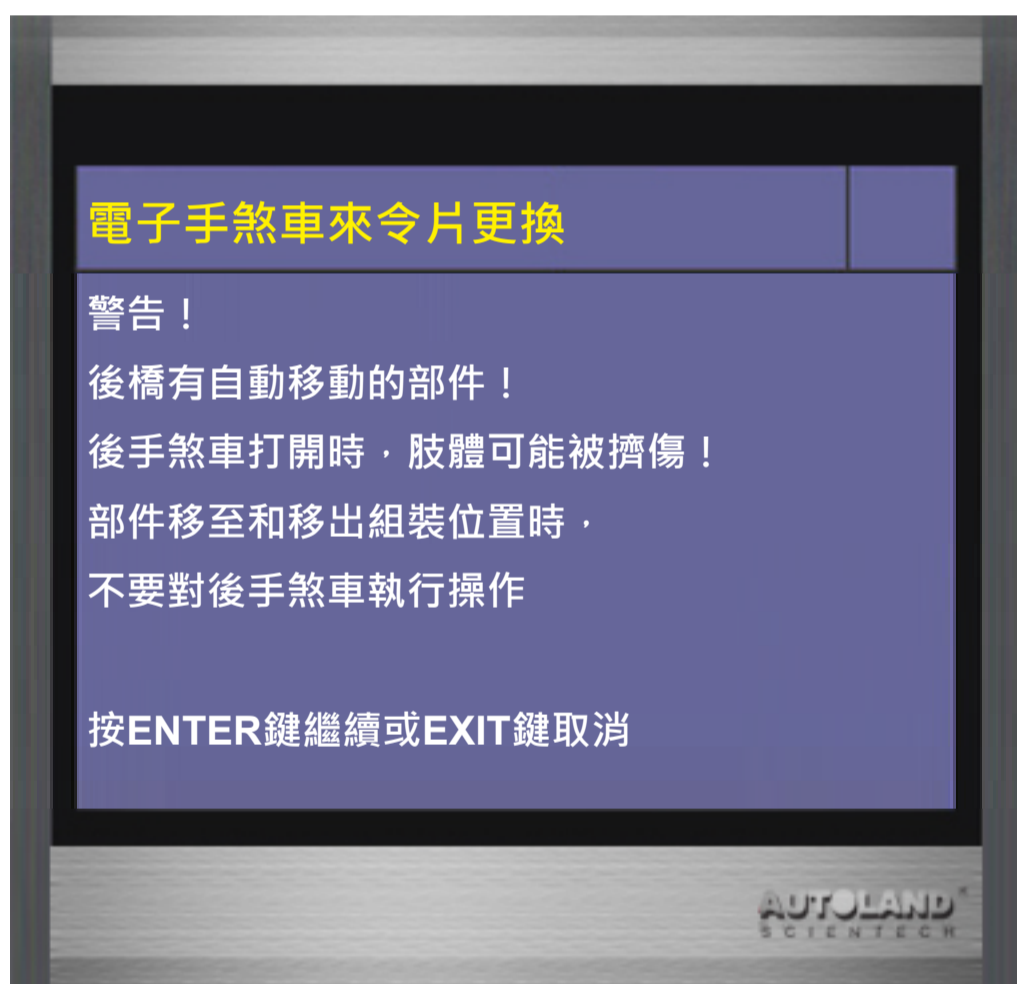 電子手煞車來令片更換
警告！
後橋有自動移動的部件！
後手煞車打開時，肢體可能被擠傷！
部件移至和移出組裝位置時，
不要對後手煞車執行操作
按ENTER鍵繼續或EXIT鍵取消
AUTOLAND
SCIENTECH